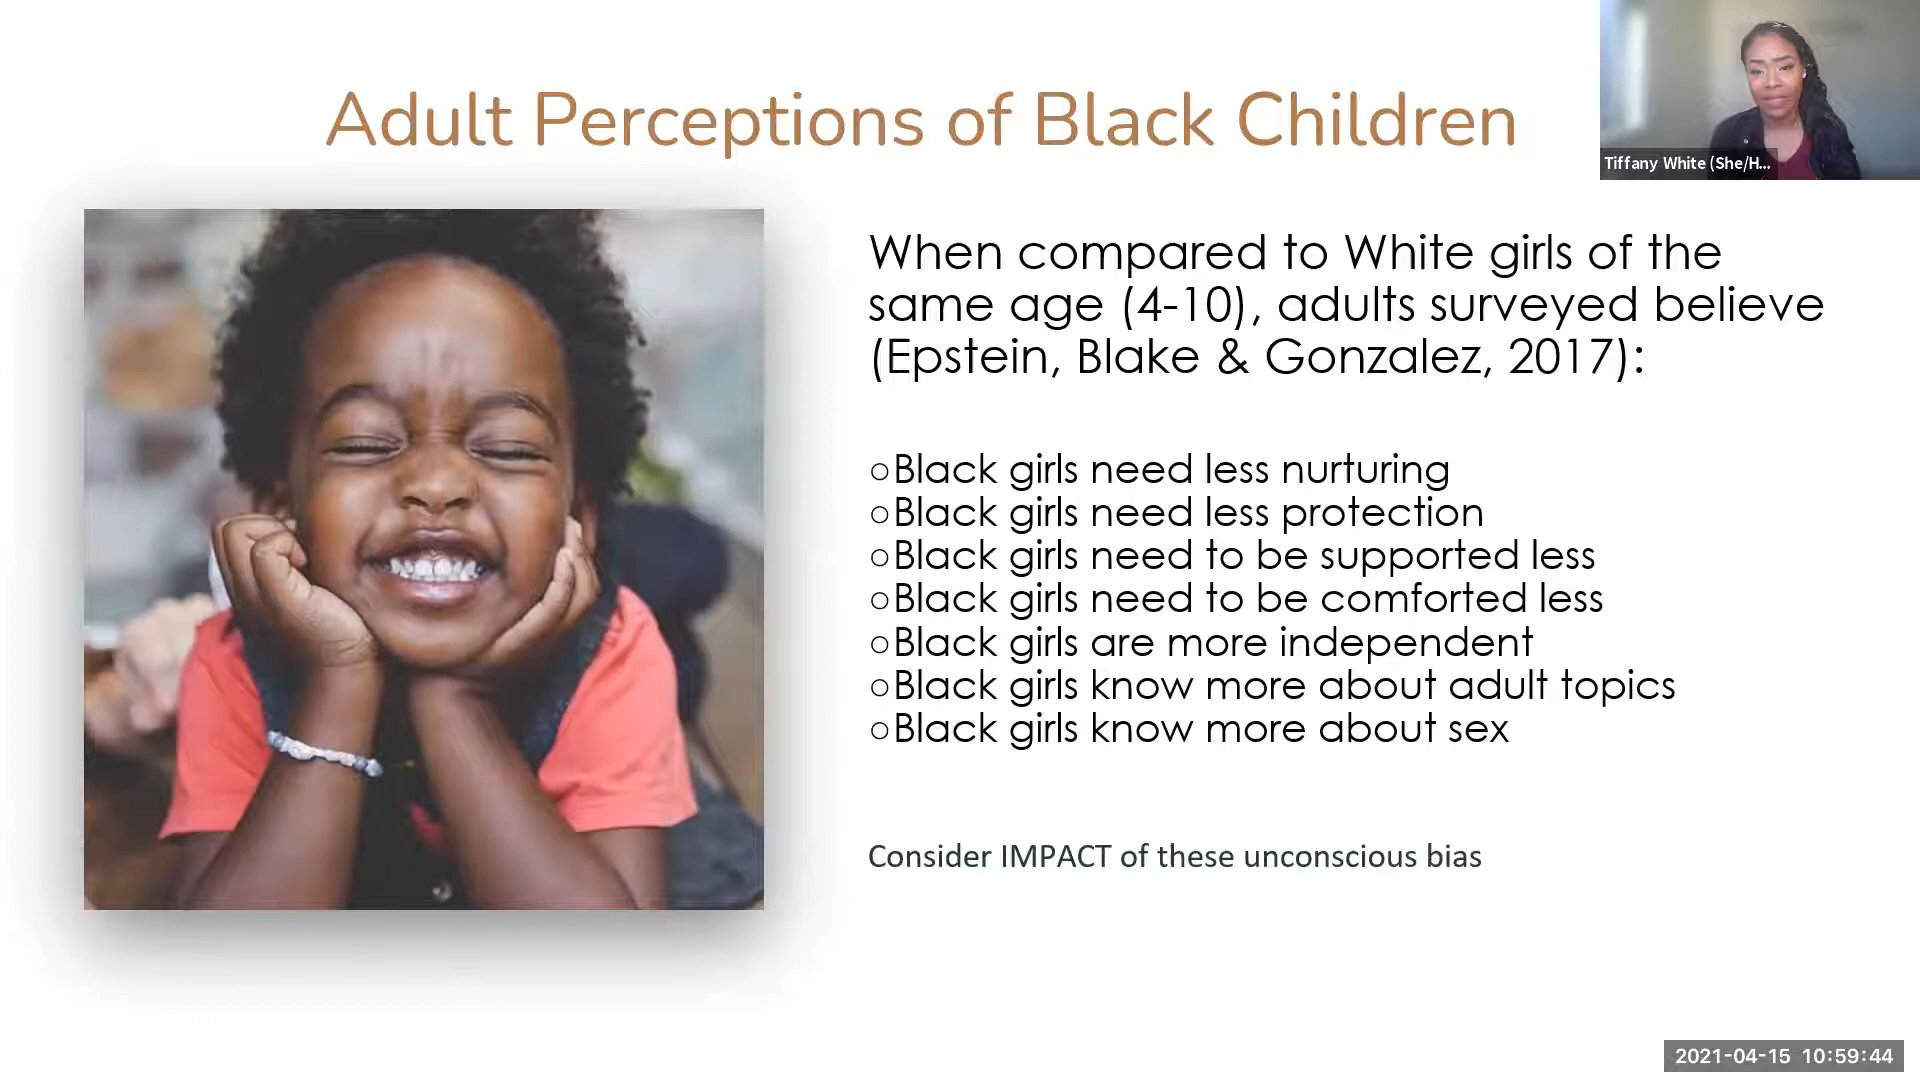 Adult Perceptions of Black Children
Tiffany White (She/H...
When compared to White girls of the
same age (4-10), adults surveyed believe
(Epstein, Blake & Gonzalez, 2017):
○Black girls need less nurturing
○Black girls need less protection
○Black girls need to be supported less
○Black girls need to be comforted less
○Black girls are more independent
○Black girls know more about adult topics
○Black girls know more about sex
Consider IMPACT of these unconscious bias
2021-04-15 10:59:44